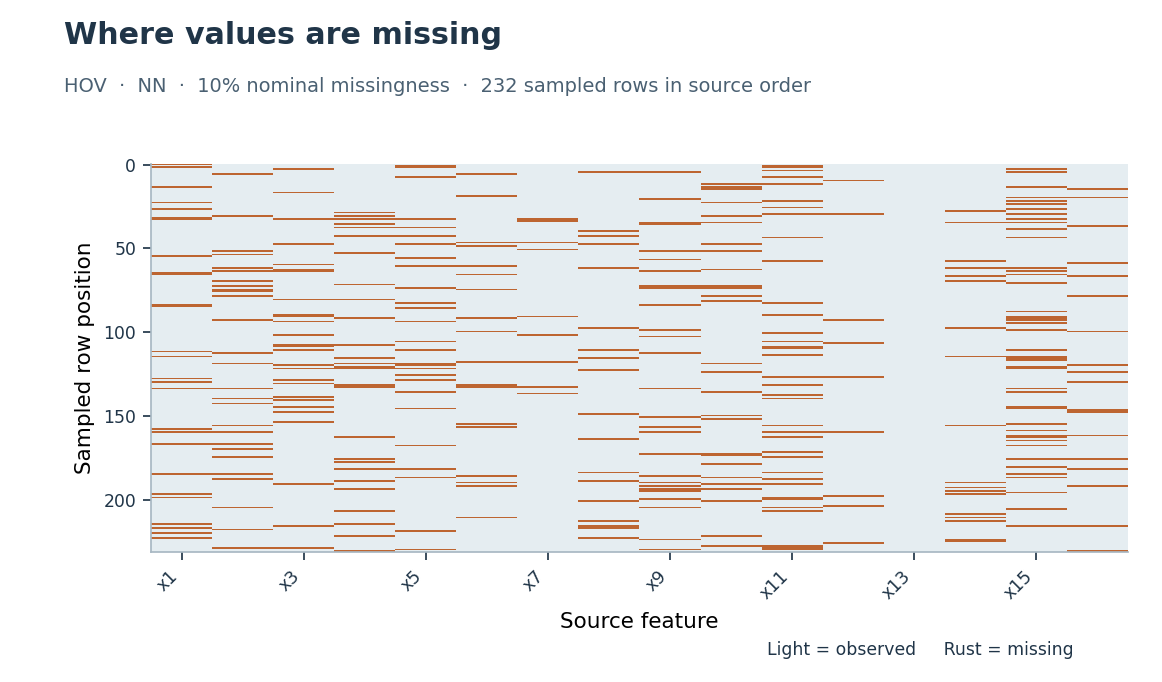 Where values are missing
HOV · NN · 10% nominal missingness · 232 sampled rows in source order
0
50
100
150
200
Sampled row position
x1 x3 x5 x7 x9 x11 x13 x15
Source feature
Light = observed Rust = missing